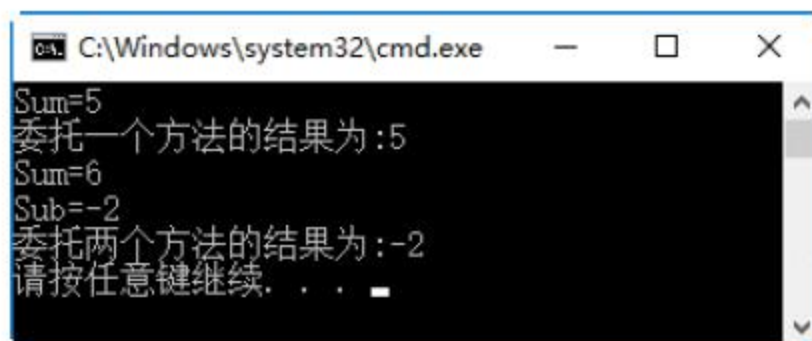 C:\Windows\system32\cmd.exe
Sum=5
委托一个方法的结果为:5
Sum=6
Sub=-2
委托两个方法的结果为:-2
请按任意键继续. . .